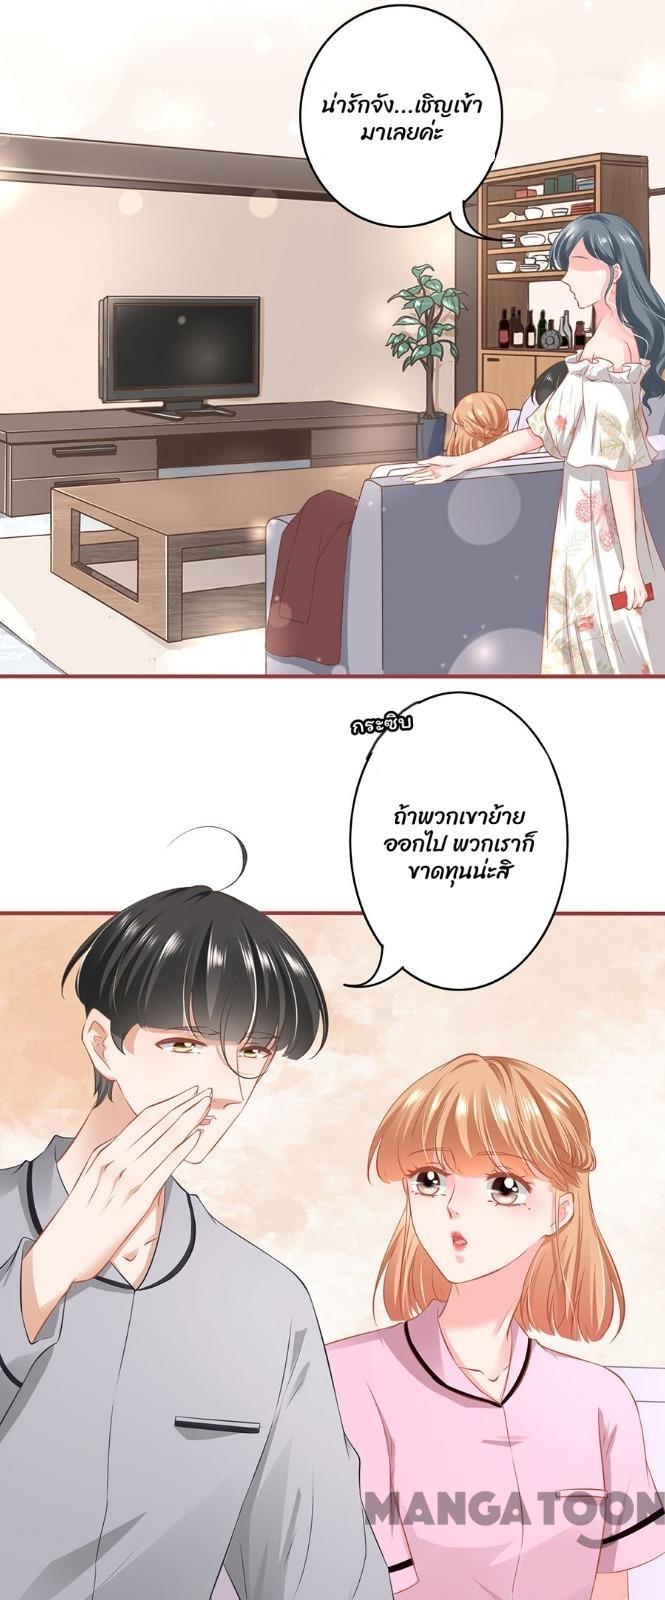 น่ารักจัง...เชิญเข้า
มาเลยค่ะ
กระซิบ
ถ้าพวกเขาย้าย
ออกไป พวกเราก็
ขาดทุนน่ะสิ
MANGATOON